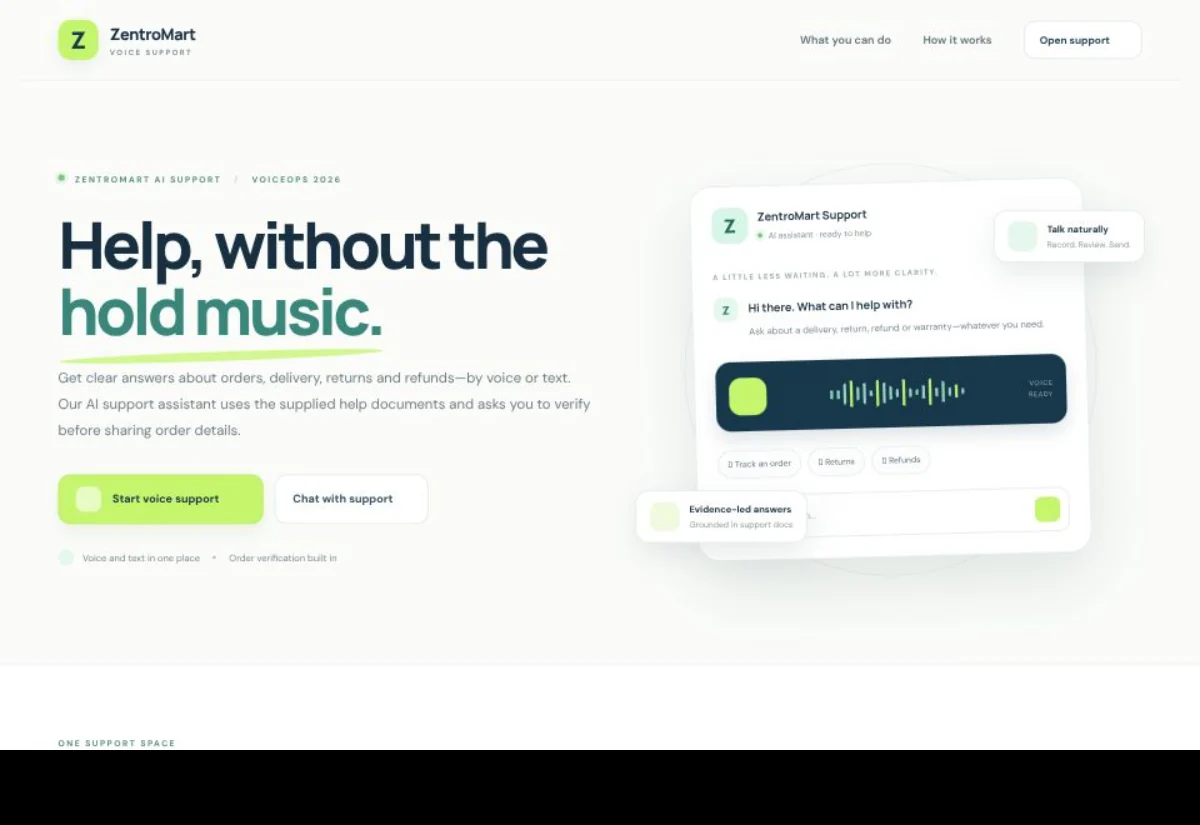 Z
ZentroMart
VOICE SUPPORT
What you can do
How it works
Open support
ZENTROMART AI SUPPORT / VOICEOPS 2026
Help, without the
hold music.
Get clear answers about orders, delivery, returns and refunds—by voice or text.
Our AI support assistant uses the supplied help documents and asks you to verify
before sharing order details.
Start voice support
Chat with support
Voice and text in one place
Order verification built in
Z
ZentroMart Support
AI assistant · ready to help
Talk naturally
Record. Review. Send.
A LITTLE LESS WAITING. A LOT MORE CLARITY.
Z
Hi there. What can I help with?
Ask about a delivery, return, refund or warranty—whatever you need.
VOICE
READY
Track an order
Returns
Refunds
Evidence-led answers
Grounded in support docs
ONE SUPPORT SPACE